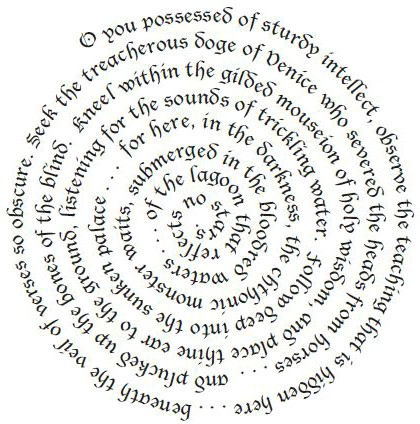 O you possessed of sturdy intellect, observe the teaching that is hidden here .... beneath the veil of verses so obscure. Seek the treacherous doge of Venice who severed the heads from horses .... and plucked up the bones of the blind. Kneel within the gilded mouseion of holy wisdom, and place thine ear to the ground, listening for the sounds of trickling water. Follow deep into the sunken palace .... for here, in the darkness, the chthonic monster waits, submerged in the bloodred waters .... of the lagoon that reflects no stars.